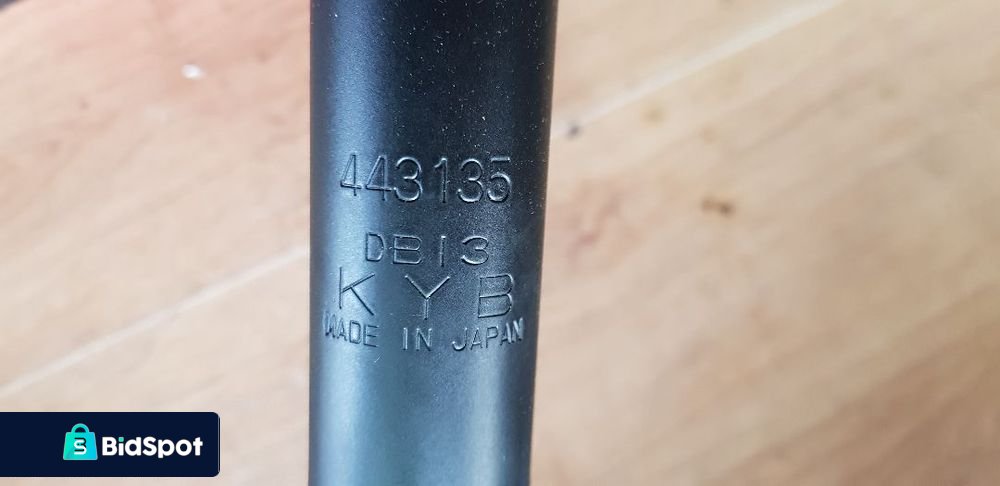 443135
DB13
KYB
MADE IN JAPAN
BidSpot